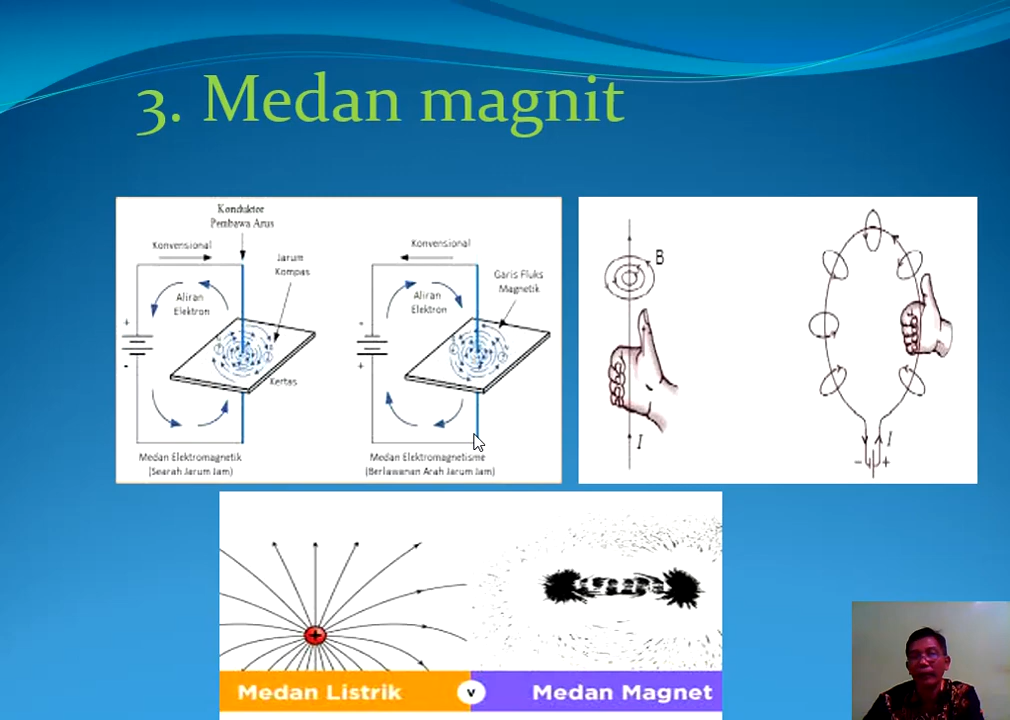 3. Medan magnit
Konduktor
Pembawa Arus
Konvensional
Jarum
Kompas
Aliran
Elektron
+
-
Kertas
Medan Elektromagnetik
(Searah Jarum Jam)
Konvensional
Garis Fluks
Magnetik
Aliran
Elektron
-
+
Medan Elektromagnetisme
(Berlawanan Arah Jarum Jam)
B
I
I
- +
+
Medan Listrik
v
Medan Magnet